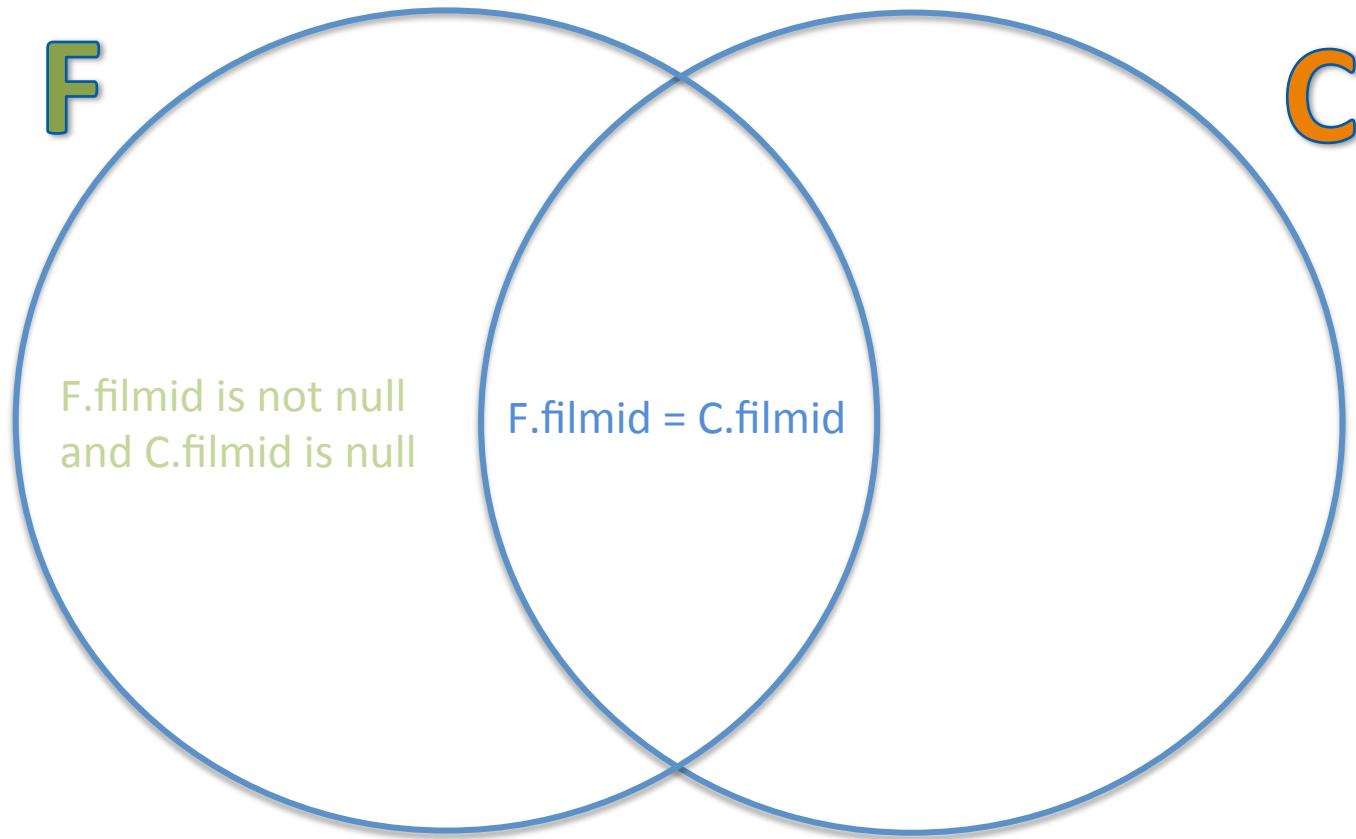 F
C
F.filmid is not null
and C.filmid is null
F.filmid = C.filmid